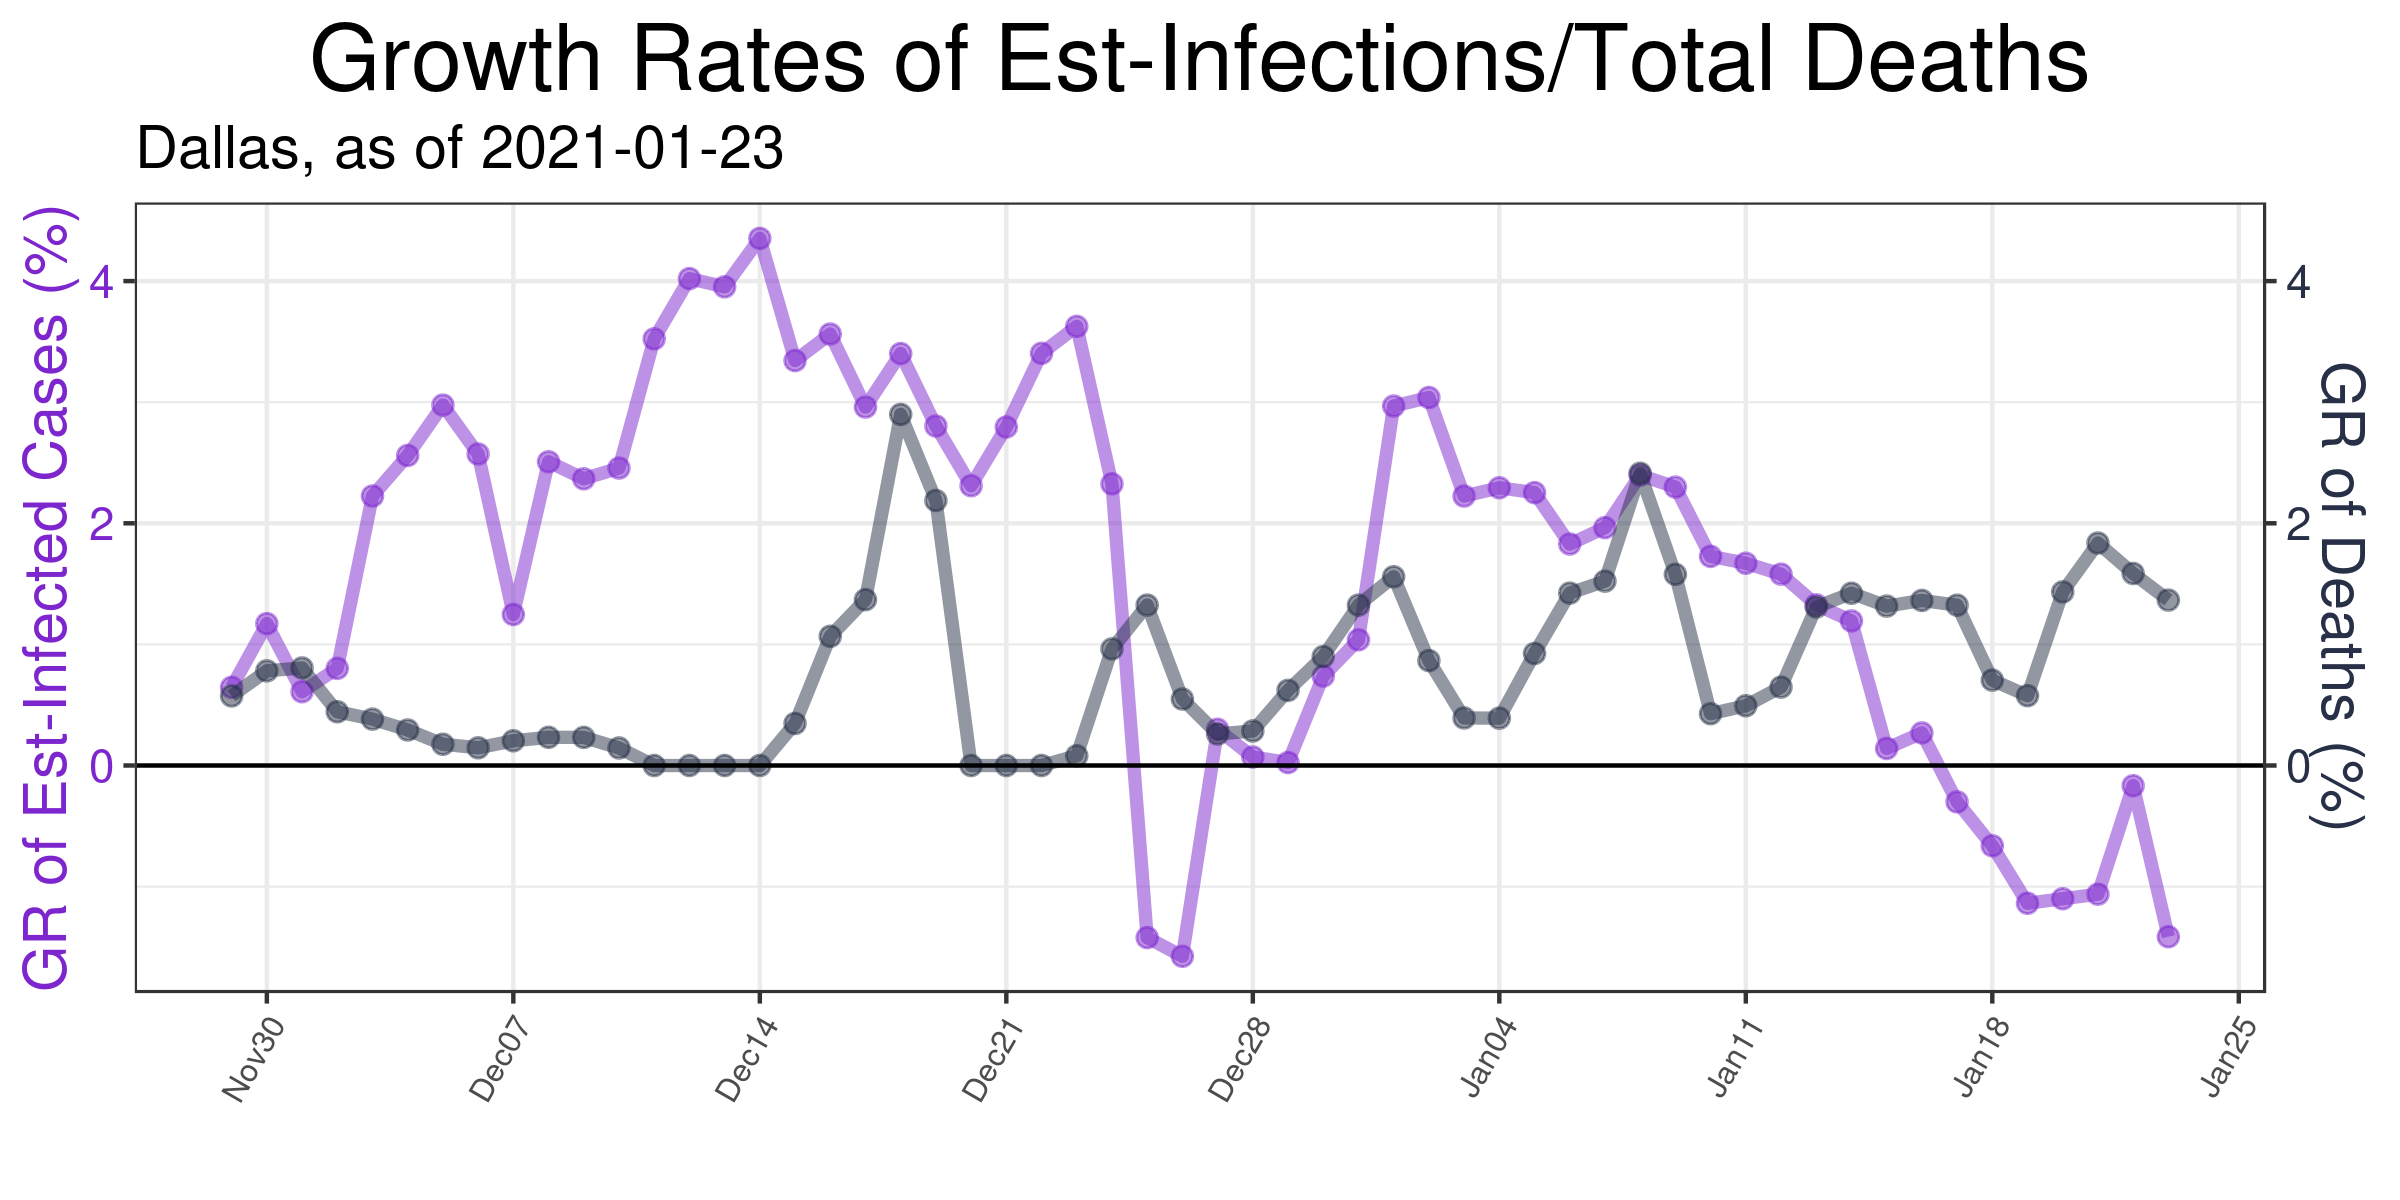 Growth Rates of Est-Infections/Total Deaths
Dallas, as of 2021-01-23
GR of Est-Infected Cases (%)
4
2
0
4
2
0
GR of Deaths (%)
Nov30
Dec07
Dec14
Dec21
Dec28
Jan04
Jan11
Jan18
Jan25